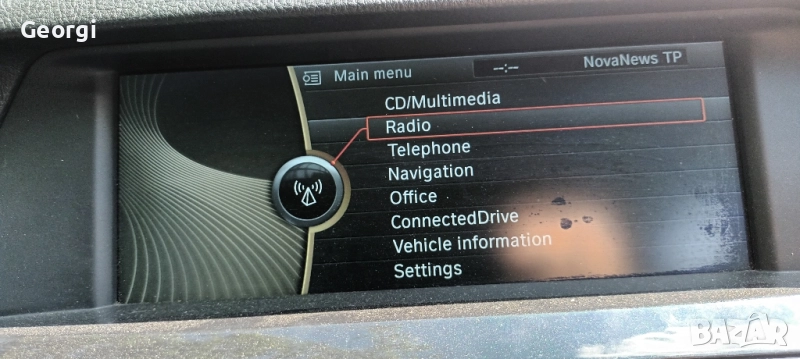 Georgi
Main menu
--:--
NovaNews TP
CD/Multimedia
Radio
Telephone
Navigation
Office
ConnectedDrive
Vehicle information
Settings
BAZAR